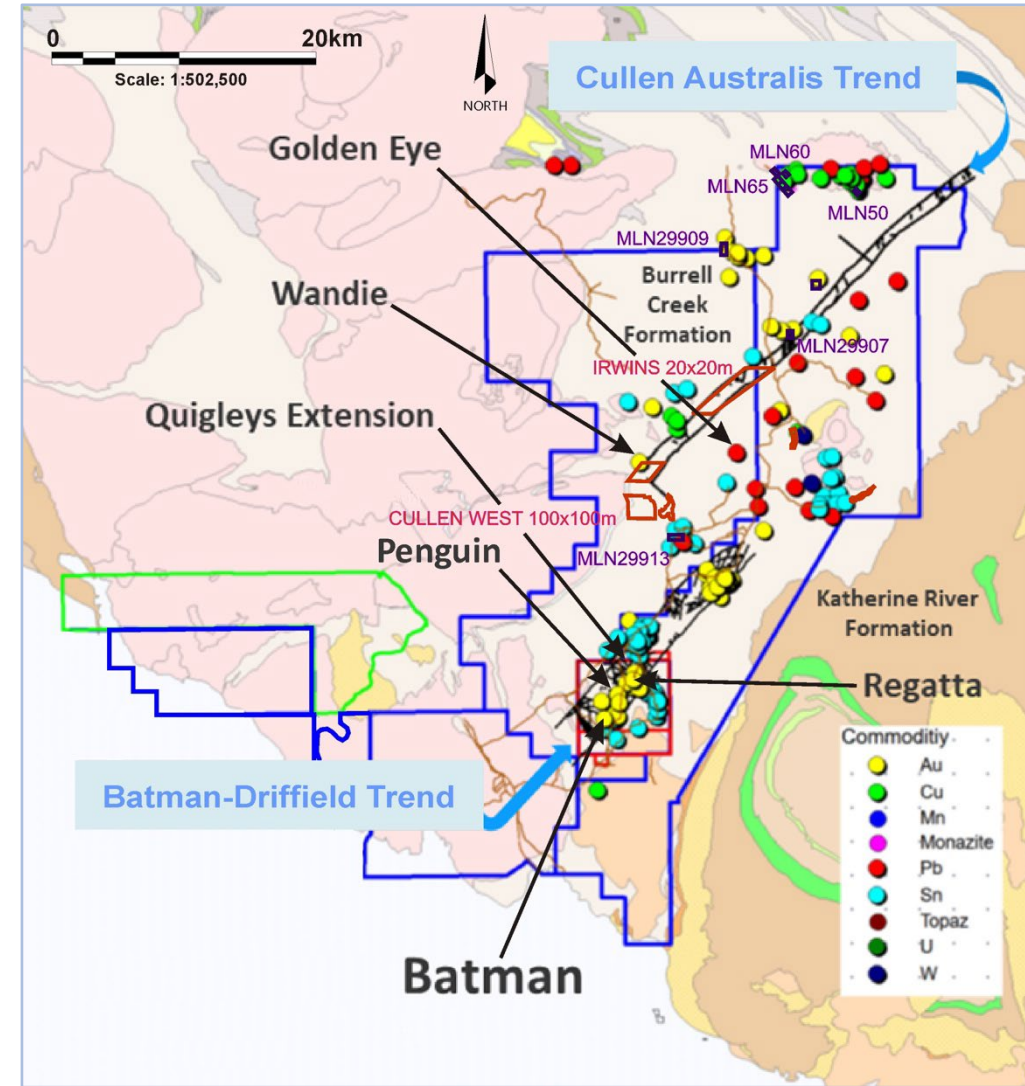 0 20km
Scale: 1:502,500
NORTH
Cullen Australis Trend
Golden Eye
MLN60
MLN65
MLN50
MLN29909
Burrell
Creek
Formation
Wandie
MLN29907
IRWINS 20x20m
Quigleys Extension
CULLEN WEST 100x100m
Penguin
MLN29913
Katherine River
Formation
Regatta
Batman-Driffield Trend
Batman
Commoditiy
Au
Cu
Mn
Monazite
Pb
Sn
Topaz
U
W